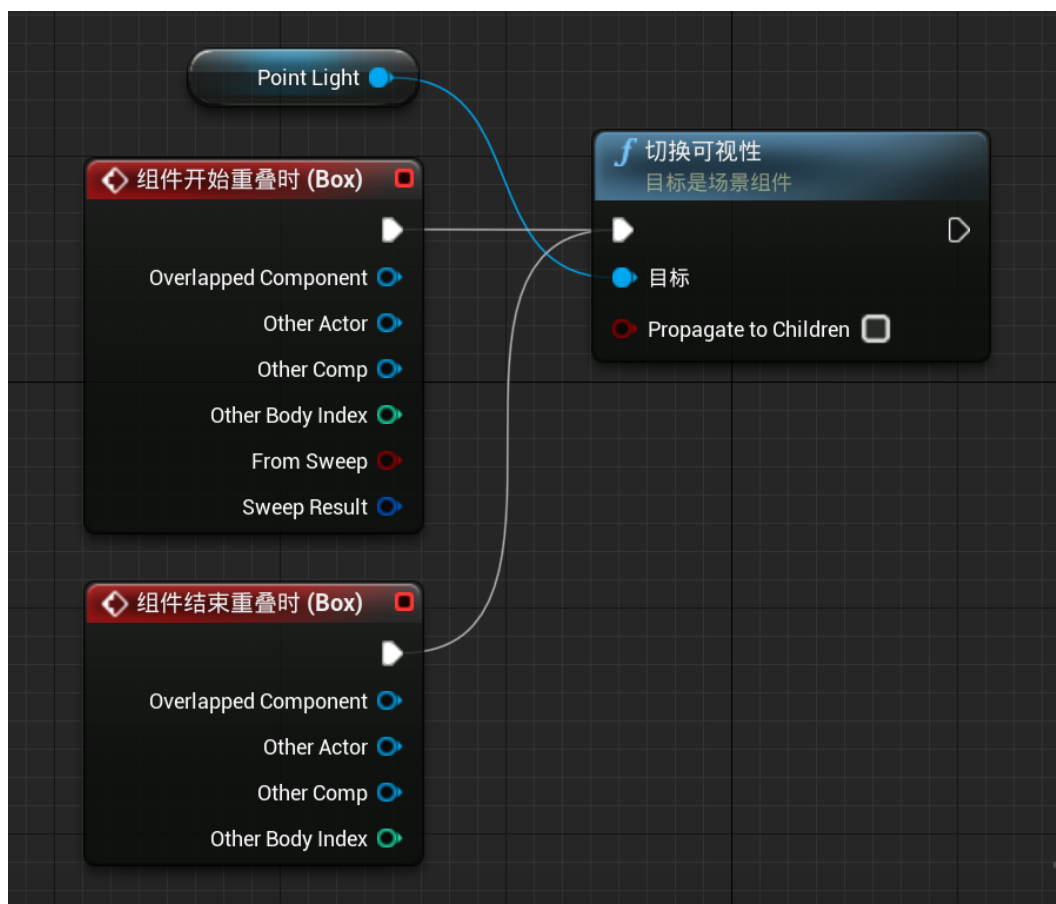 Point Light
组件开始重叠时 (Box)
Overlapped Component
Other Actor
Other Comp
Other Body Index
From Sweep
Sweep Result
组件结束重叠时 (Box)
Overlapped Component
Other Actor
Other Comp
Other Body Index
f 切换可视性
目标是场景组件
目标
Propagate to Children